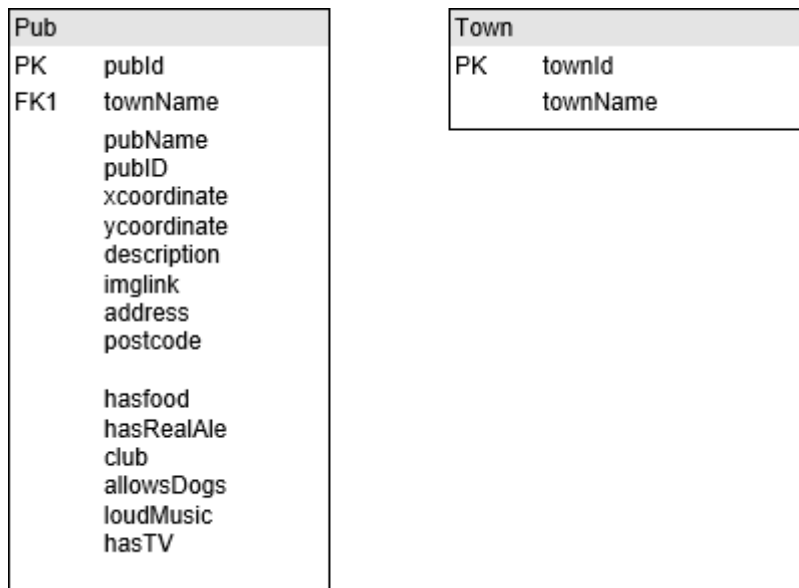 Pub
PK pubId
FK1 townName
pubName
pubID
xcoordinate
ycoordinate
description
imglink
address
postcode
hasfood
hasRealAle
club
allowsDogs
loudMusic
hasTV
Town
PK townId
townName